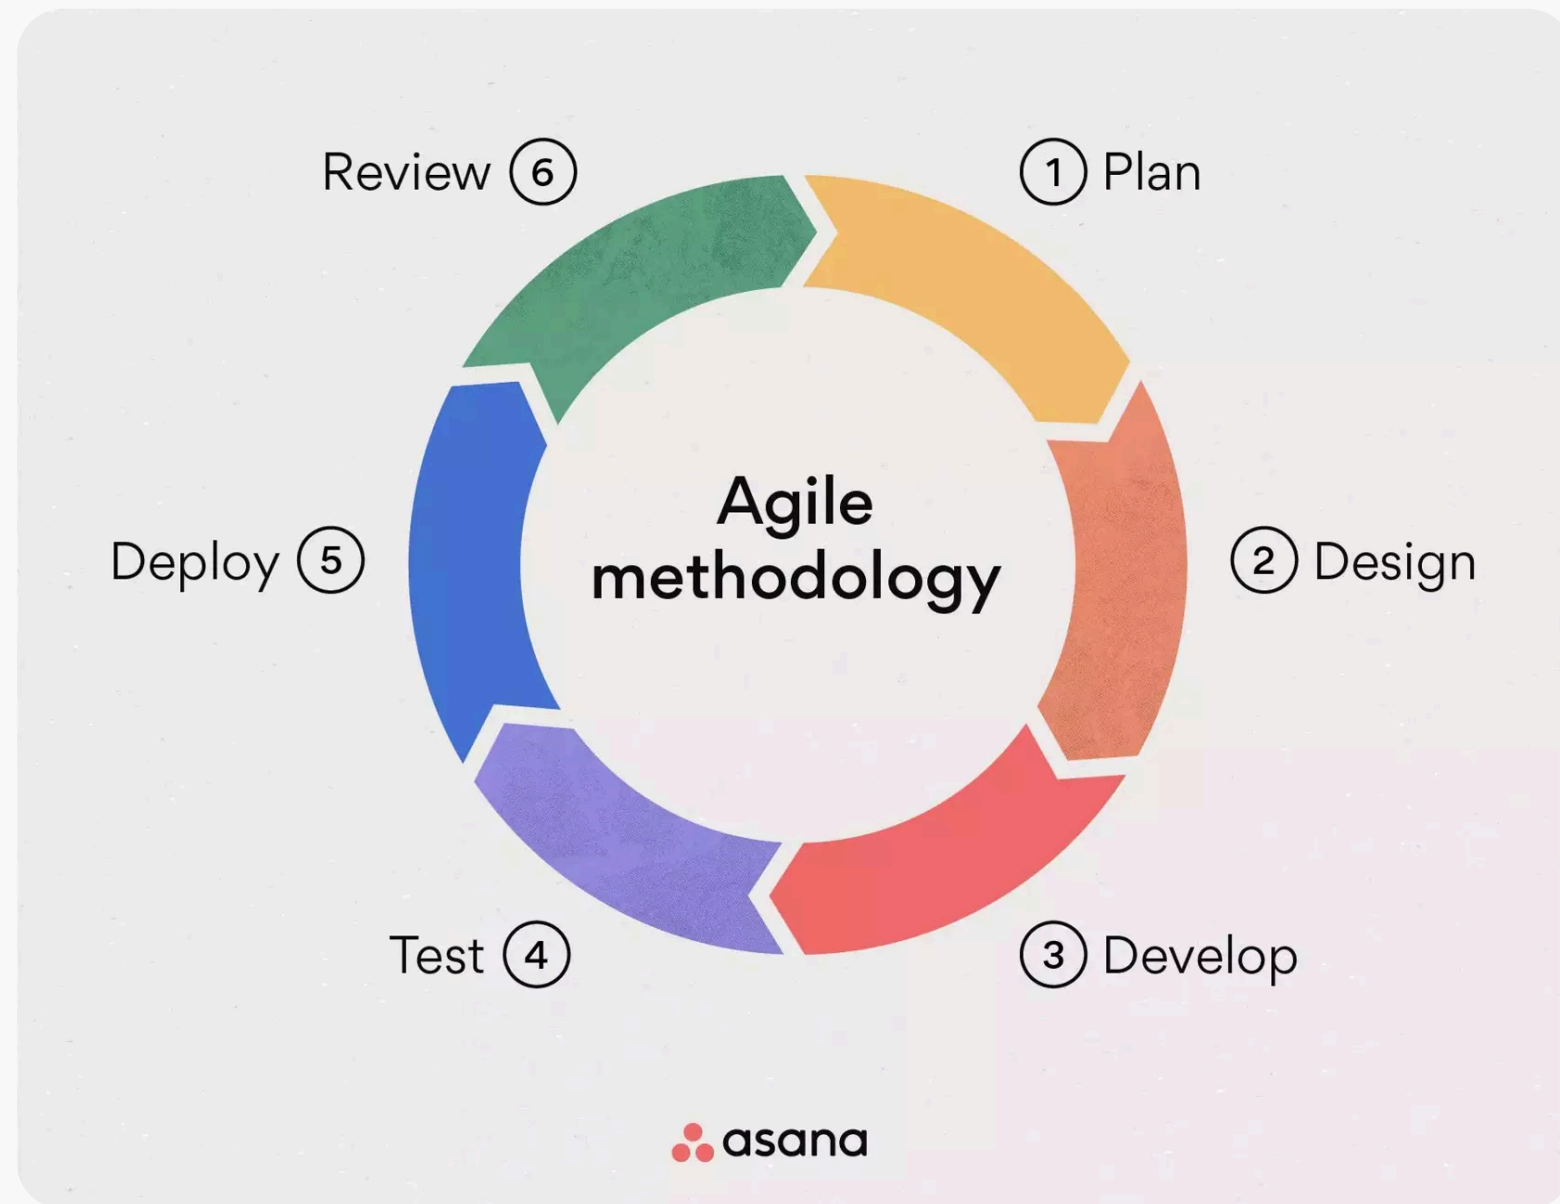 Review 6
1 Plan
Agile
methodology
Deploy 5
2 Design
Test 4
3 Develop
asana